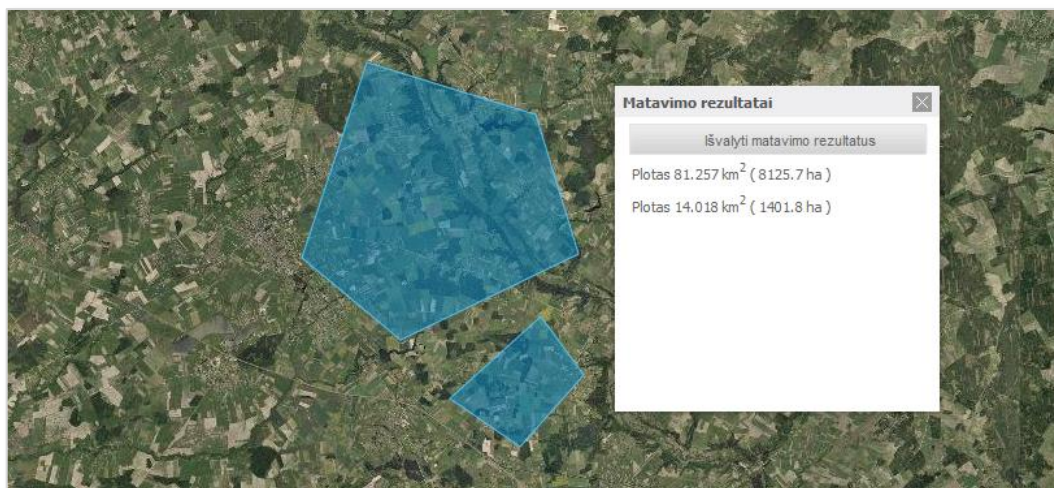 Matavimo rezultatai
Išvalyti matavimo rezultatus
Plotas 81.257 km² ( 8125.7 ha )
Plotas 14.018 km² ( 1401.8 ha )